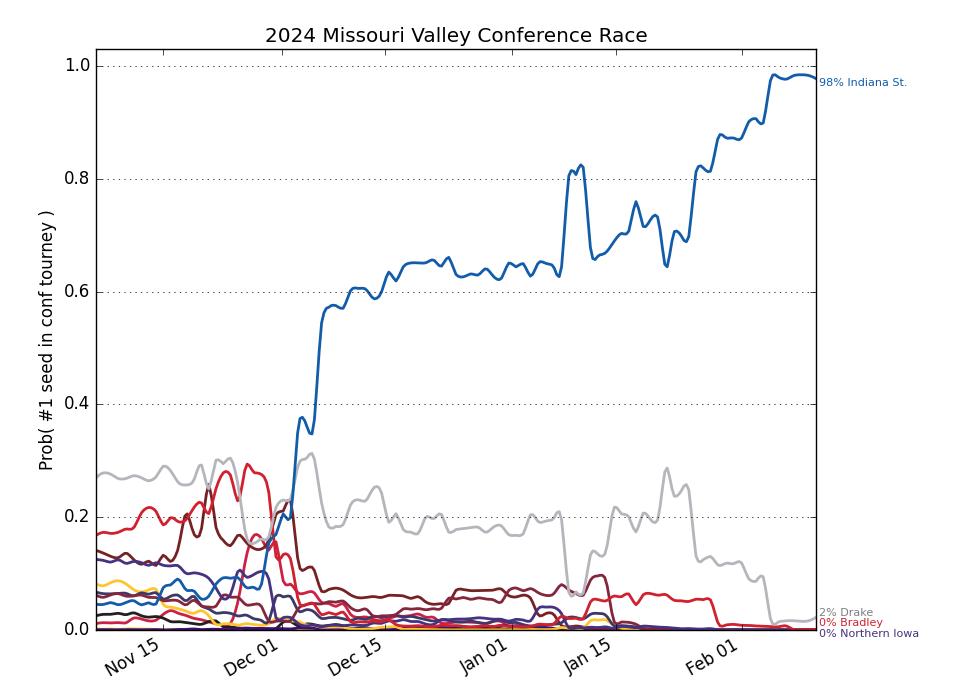 2024 Missouri Valley Conference Race
Prob( #1 seed in conf tourney )
1.0
0.8
0.6
0.4
0.2
0.0
Nov 15
Dec 01
Dec 15
Jan 01
Jan 15
Feb 01
98% Indiana St.
2% Drake
0% Bradley
0% Northern Iowa